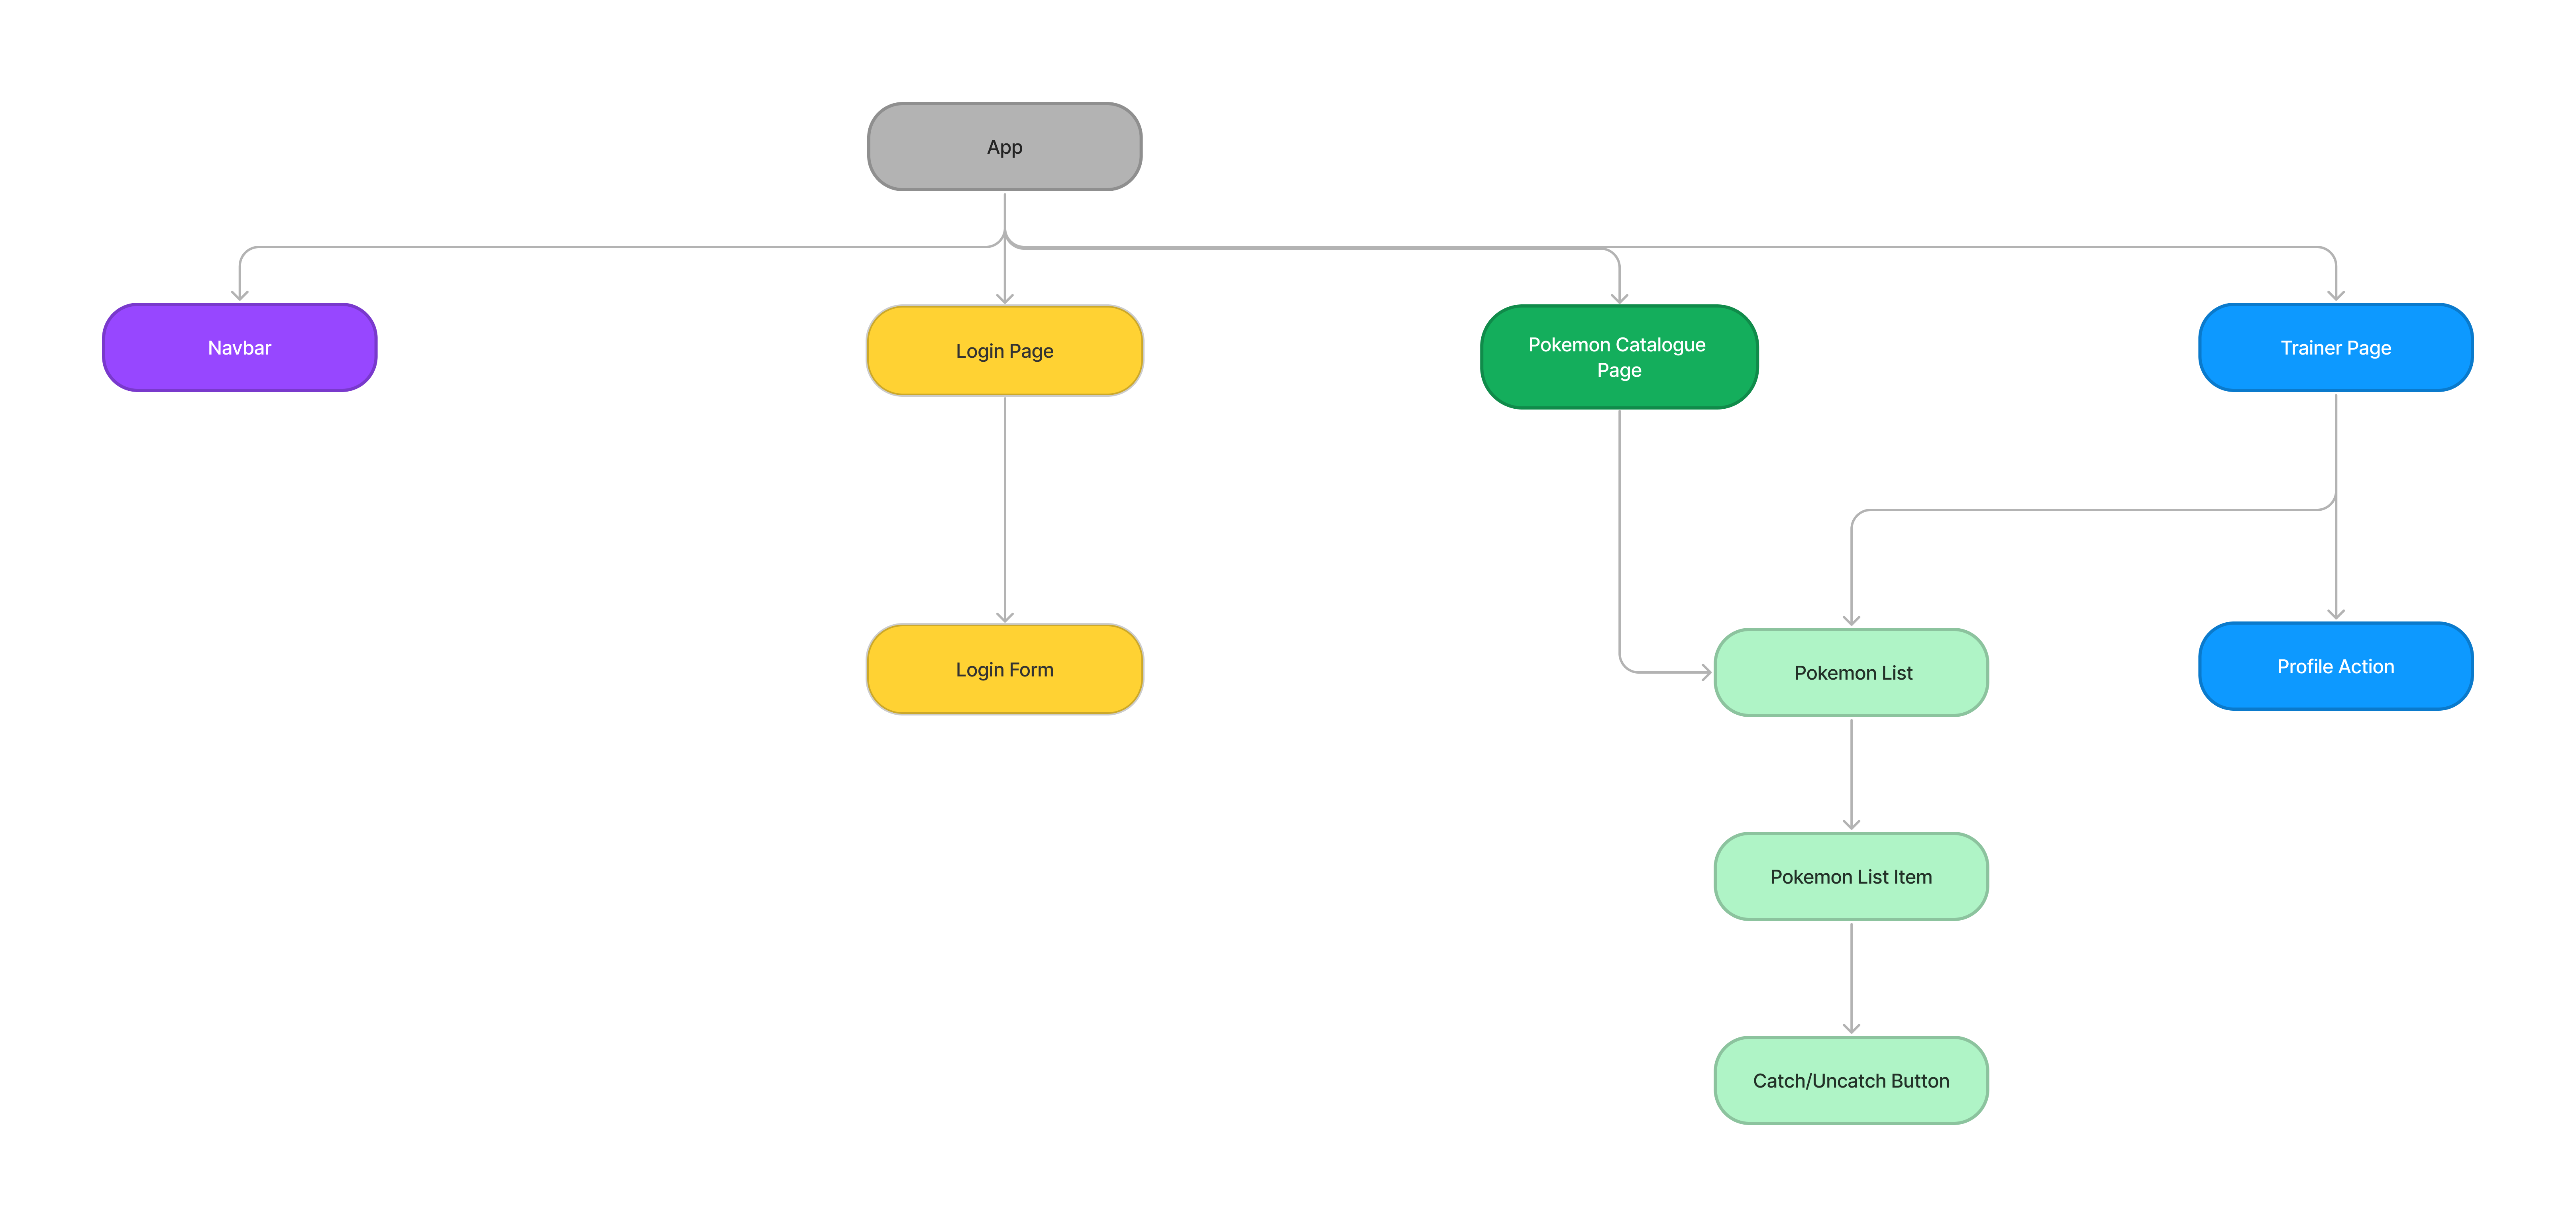 App
Navbar
Login Page
Pokemon Catalogue
Page
Trainer Page
Login Form
Pokemon List
Profile Action
Pokemon List Item
Catch/Uncatch Button